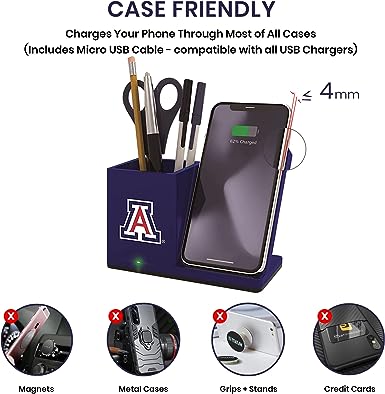 CASE FRIENDLY
Charges Your Phone Through Most of All Cases
(Includes Micro USB Cable - compatible with all USB Chargers)
≤ 4mm
62% Charged
A
Magnets
Metal Cases
Grips + Stands
Credit Cards